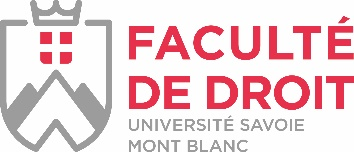 FACULTÉ
DE DROIT
UNIVERSITÉ SAVOIE
MONT BLANC